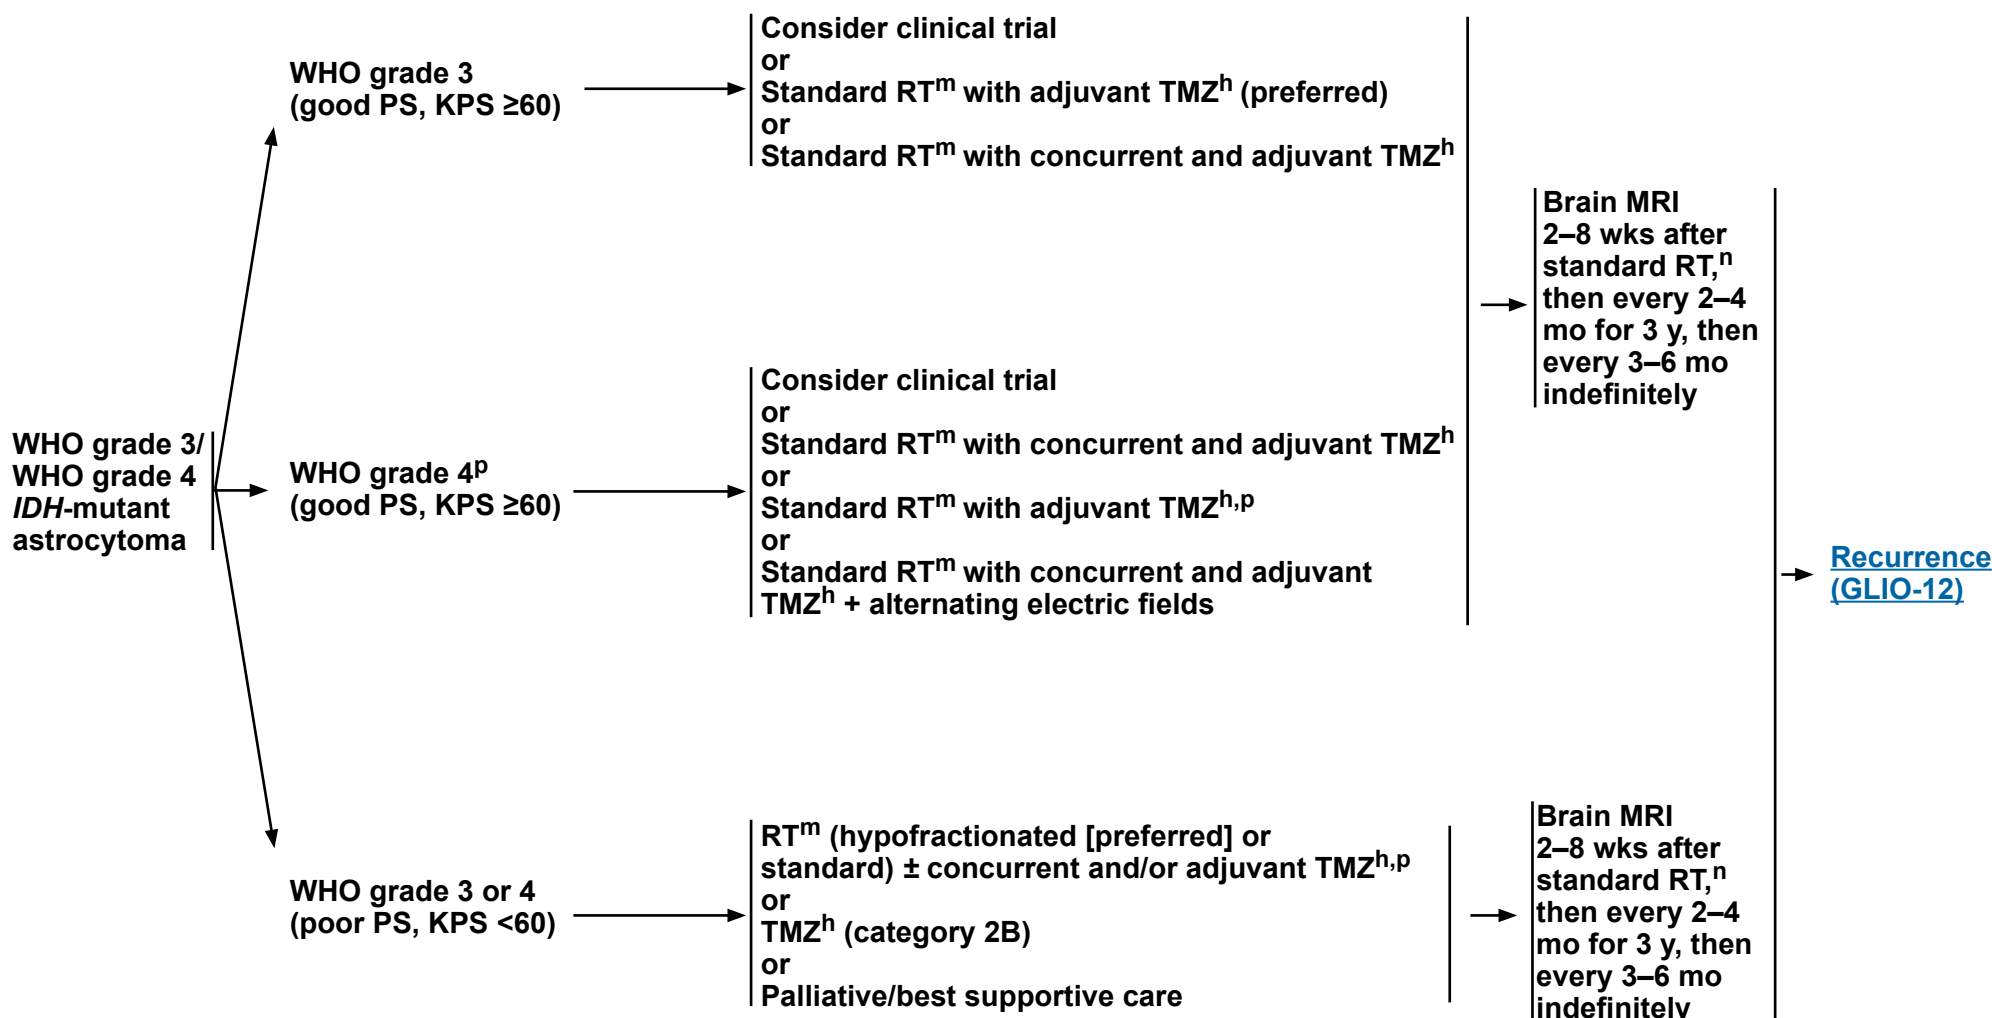 WHO grade 3/
WHO grade 4
IDH-mutant
astrocytoma
WHO grade 3
(good PS, KPS ≥60)
Consider clinical trial
or
Standard RTᵐ with adjuvant TMZʰ (preferred)
or
Standard RTᵐ with concurrent and adjuvant TMZʰ
WHO grade 4ᵖ
(good PS, KPS ≥60)
Consider clinical trial
or
Standard RTᵐ with concurrent and adjuvant TMZʰ
or
Standard RTᵐ with adjuvant TMZʰ,ᵖ
or
Standard RTᵐ with concurrent and adjuvant
TMZʰ + alternating electric fields
Brain MRI
2–8 wks after
standard RT,ⁿ
then every 2–4
mo for 3 y, then
every 3–6 mo
indefinitely
WHO grade 3 or 4
(poor PS, KPS <60)
RTᵐ (hypofractionated [preferred] or
standard) ± concurrent and/or adjuvant TMZʰ,ᵖ
or
TMZʰ (category 2B)
or
Palliative/best supportive care
Brain MRI
2–8 wks after
standard RT,ⁿ
then every 2–4
mo for 3 y, then
every 3–6 mo
indefinitely
Recurrence
(GLIO-12)